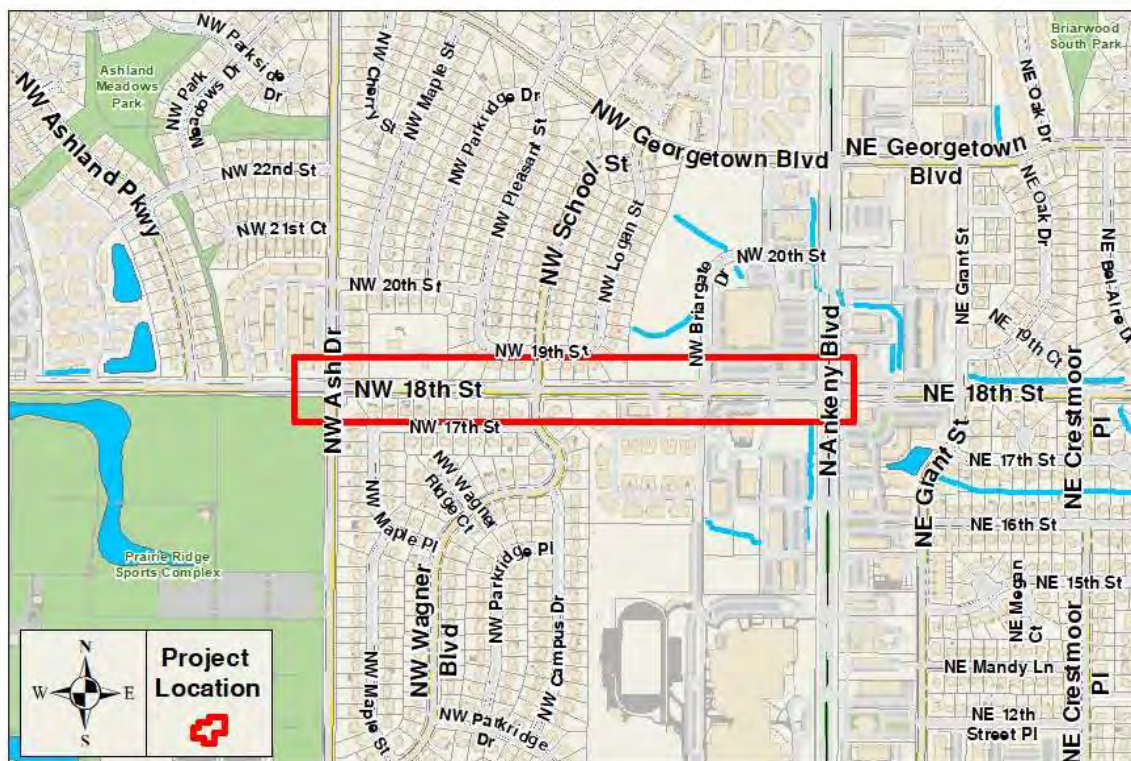 NW Parkside
Dr
Ashland
Meadows
Park
NW Park
Meadows Dr
NW Ashland Pkwy
NW 22nd St
NW 21st Ct
NW Cherry
St
NW Maple St
NW Parkridge Dr
NW Pleasant St
NW School St
NW Logan St
NW Georgetown Blvd
NE Georgetown
Blvd
Briarwood
South Park
NE Oak Dr
NE Oak Dr
NE Bel Aire Dr
NE Grant St
NE 19th Ct
NW 20th St
NW 20th St
NW Briargate
Dr
NW 19th St
NW Ash Dr
NW 18th St
N Ankeny Blvd
NE 18th St
NW 17th St
NE Grant St
NE 17th St
NE Crestmoor
Pl
NE 16th St
NW Wagner
Ridge Ct
NW Maple Pl
NW Wagner
Blvd
NW Parkridge Pl
NW Campus Dr
NW Maple St
NW Parkridge
Dr
Prairie Ridge
Sports Complex
NE 15th St
NE Megan
Ct
NE Mandy Ln
NE Crestmoor
Pl
NE 12th
Street Pl
N
W
E
S
Project
Location